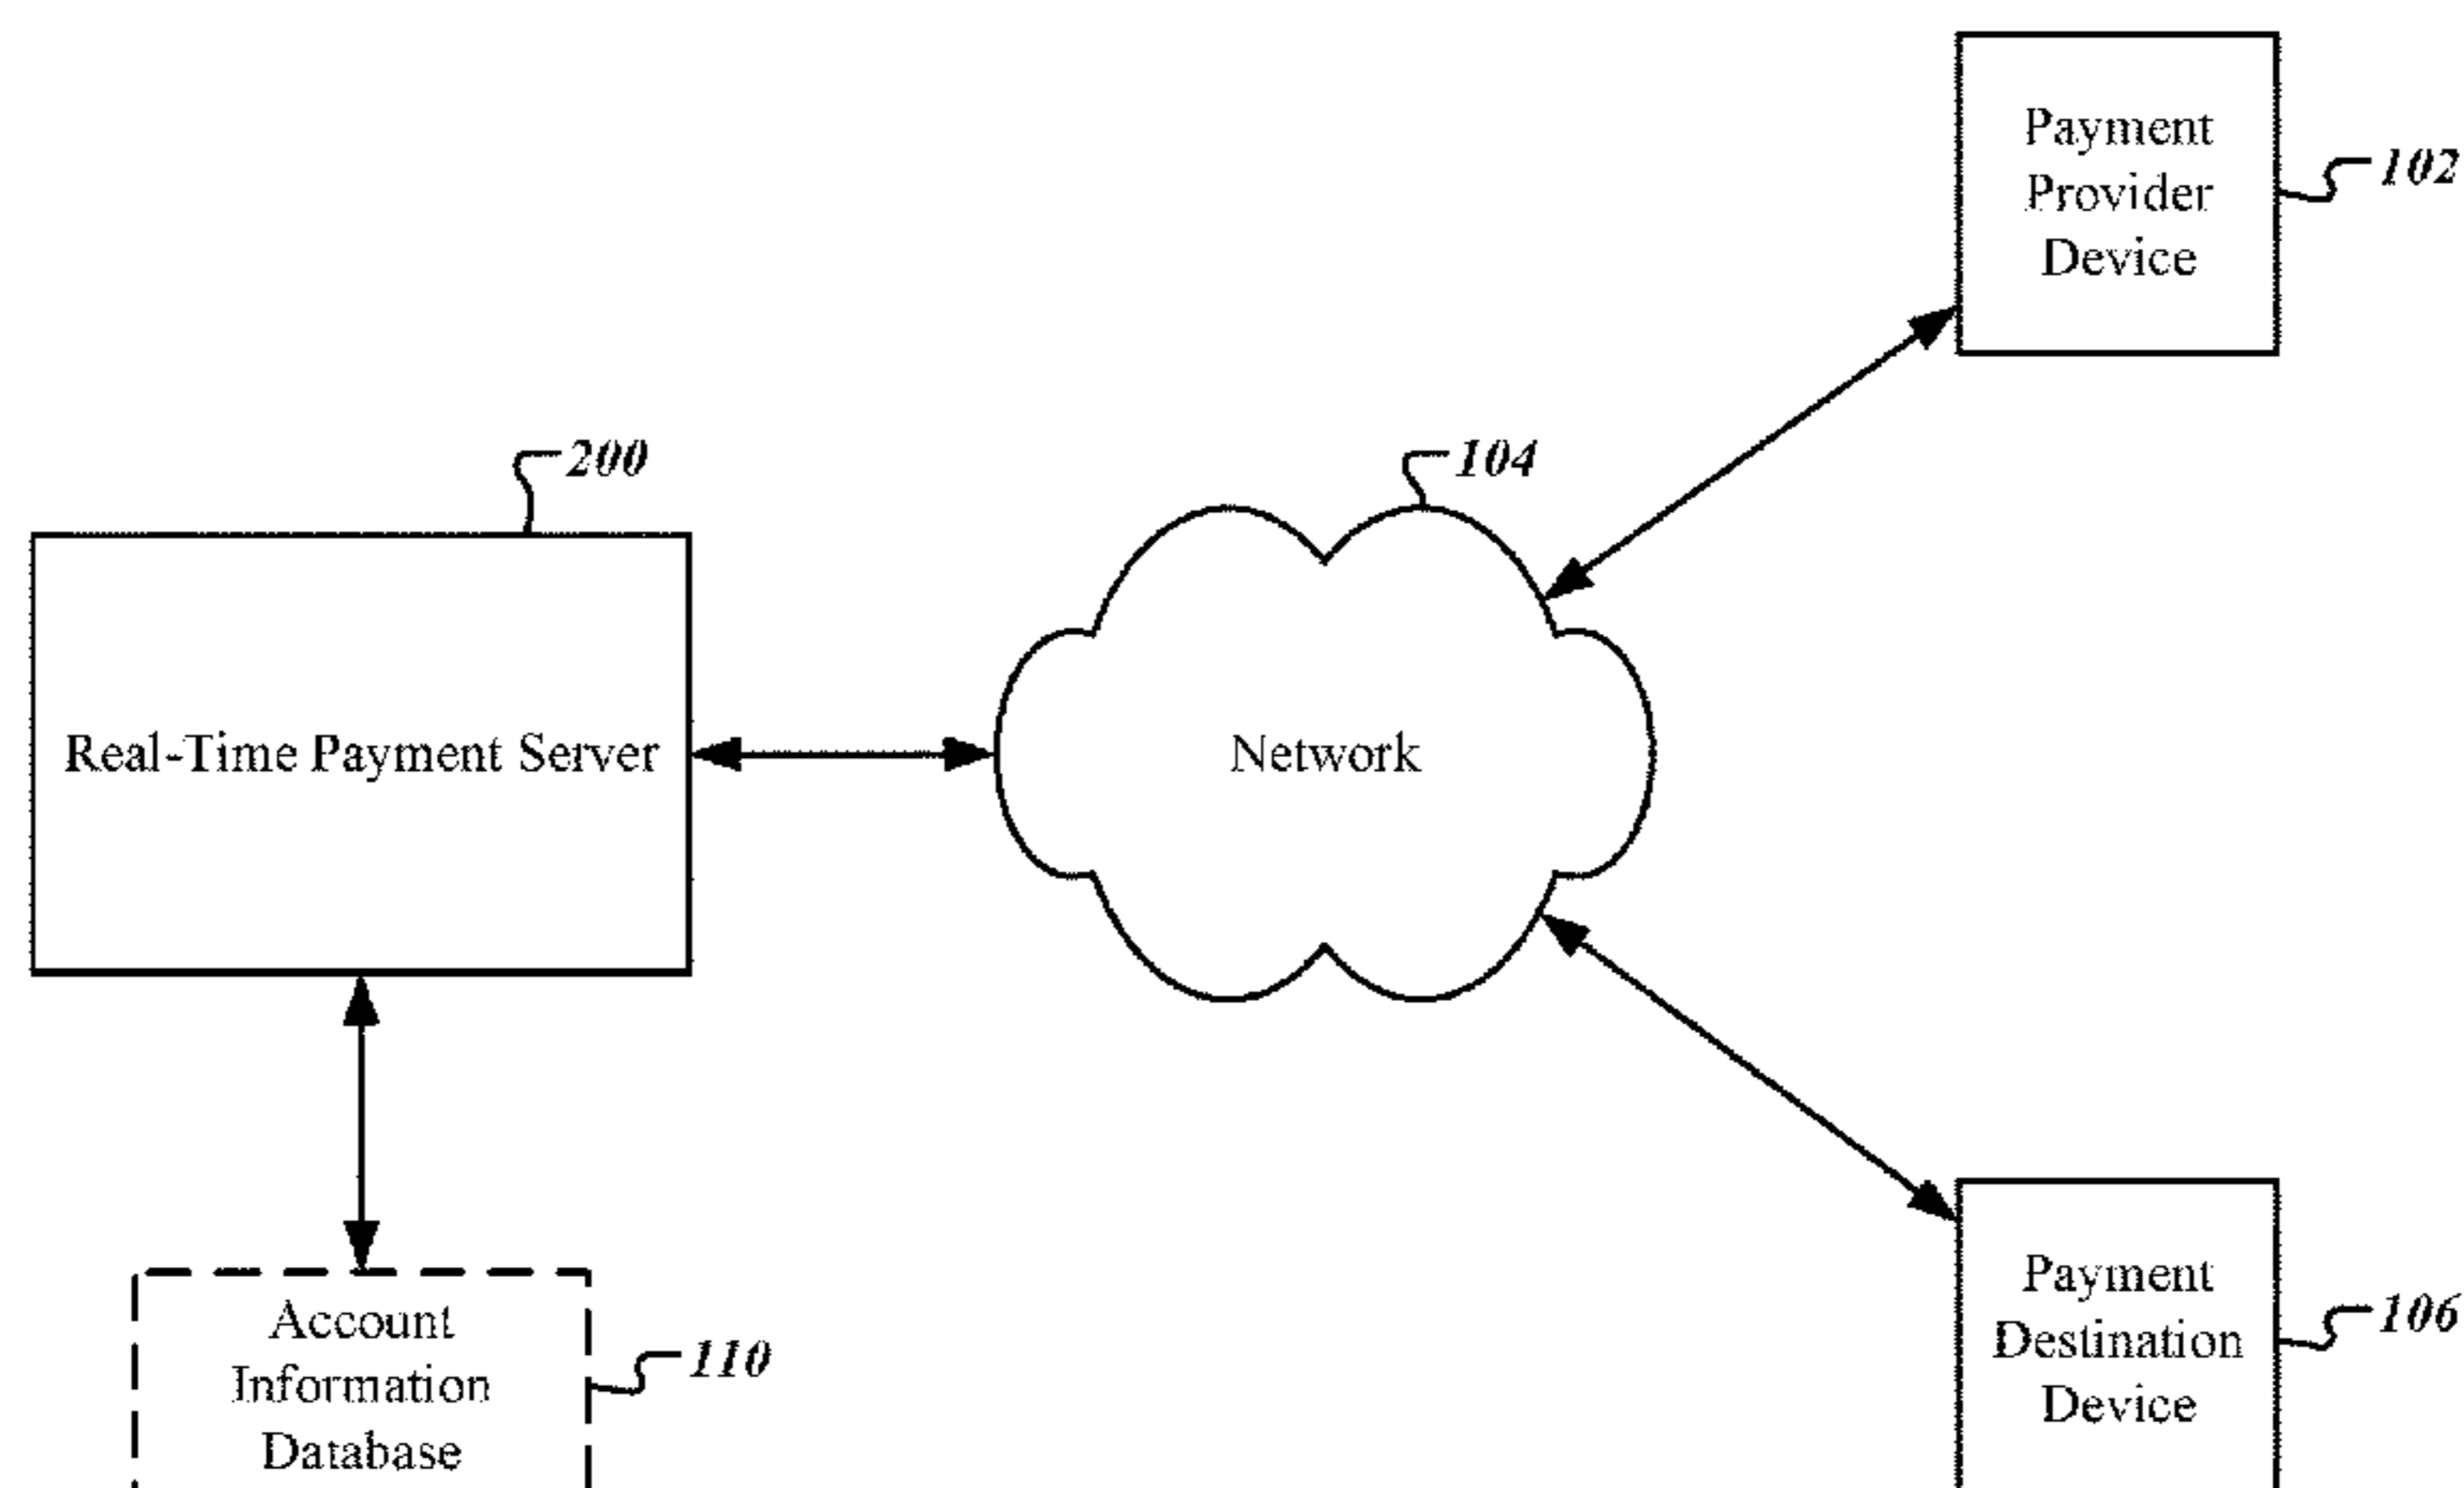 Payment
Provider
Device
102
200
104
Real-Time Payment Server
Network
Account
Information
Database
110
Payment
Destination
Device
106